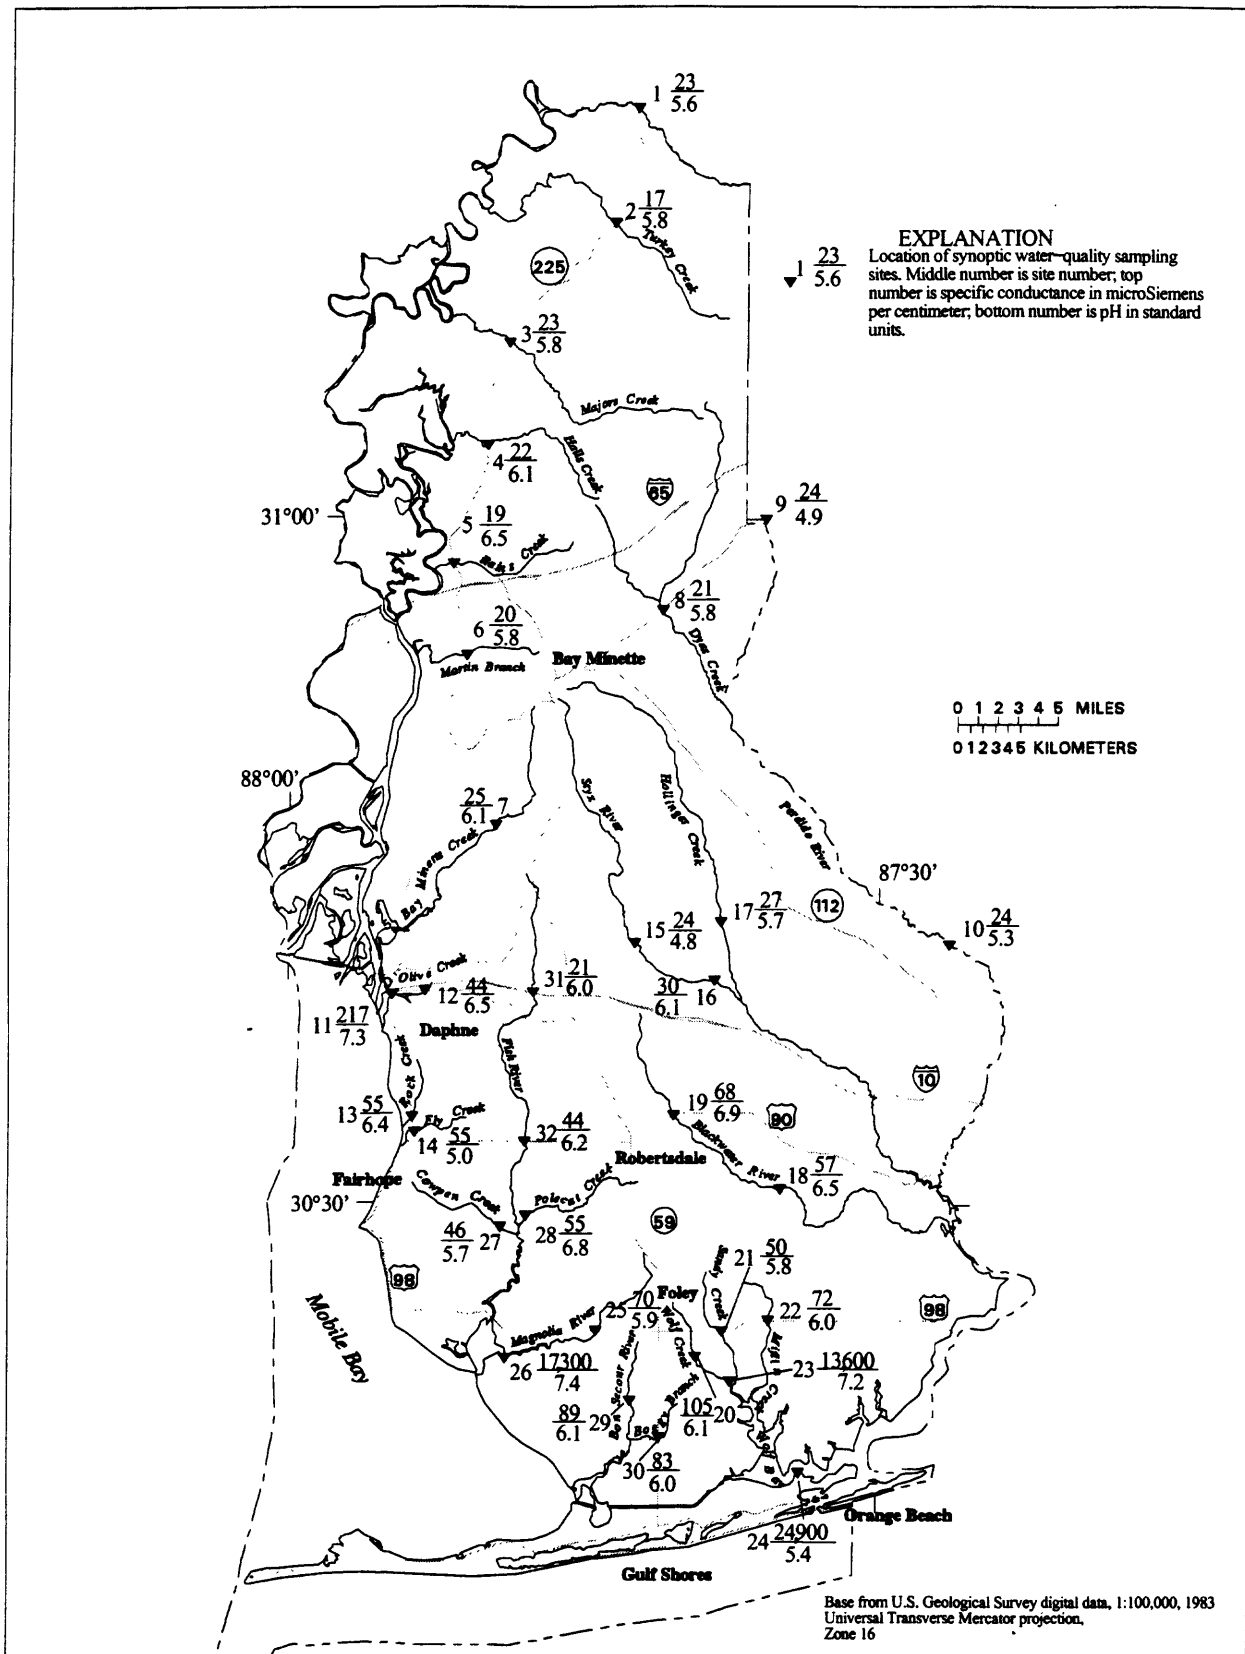 1 23
5.6
2 17
5.8
Turkey Creek
225
EXPLANATION
Location of synoptic water-quality sampling
sites. Middle number is site number; top
number is specific conductance in microSiemens
per centimeter; bottom number is pH in standard
units.
1 23
5.6
3 23
5.8
Majors Creek
Halls Creek
4 22
6.1
65
9 24
4.9
31°00'
5 19
6.5
Rains Creek
8 21
5.8
6 20
5.8
Martin Branch
Bay Minette
Dyas Creek
0 1 2 3 4 5 MILES
0 1 2 3 4 5 KILOMETERS
88°00'
25
6.1 7
Bay Minette Creek
Styx River
Hollinger Creek
Perdido River
87°30'
112
17 27
5.7
15 24
4.8
10 24
5.3
D'Olive Creek
12 44
6.5
31 21
6.0
30
6.1 16
11 217
7.3
Daphne
Rock Creek
Fish River
10
13 55
6.4
Fly Creek
14 55
5.0
32 44
6.2
19 68
6.9
90
Blackwater River
Robertsdale
18 57
6.5
Fairhope
30°30'
Cowpen Creek
Polecat Creek
46
5.7 27
28 55
6.8
59
98
Sandy Creek
21 50
5.8
Mobile Bay
Foley
25 70
5.9
22 72
6.0
98
Magnolia River
Wolf Creek
Miflin Creek
26 17300
7.4
23 13600
7.2
Bon Secour River
89
6.1 29
Boggy Branch
105
6.1 20
30 83
6.0
Wolf B
Orange Beach
24 24900
5.4
Gulf Shores
Base from U.S. Geological Survey digital data, 1:100,000, 1983
Universal Transverse Mercator projection,
Zone 16